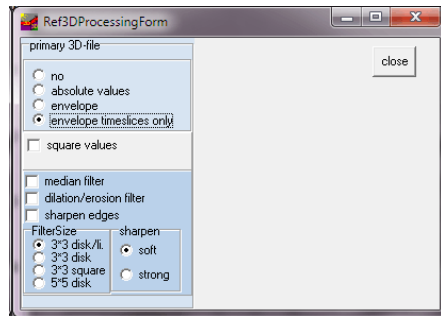 Ref3DProcessingForm
primary 3D-file
no
absolute values
envelope
envelope timeslices only
close
square values
median filter
dilation/erosion filter
sharpen edges
FilterSize
3*3 disk/li.
3*3 disk
3*3 square
5*5 disk
sharpen
soft
strong